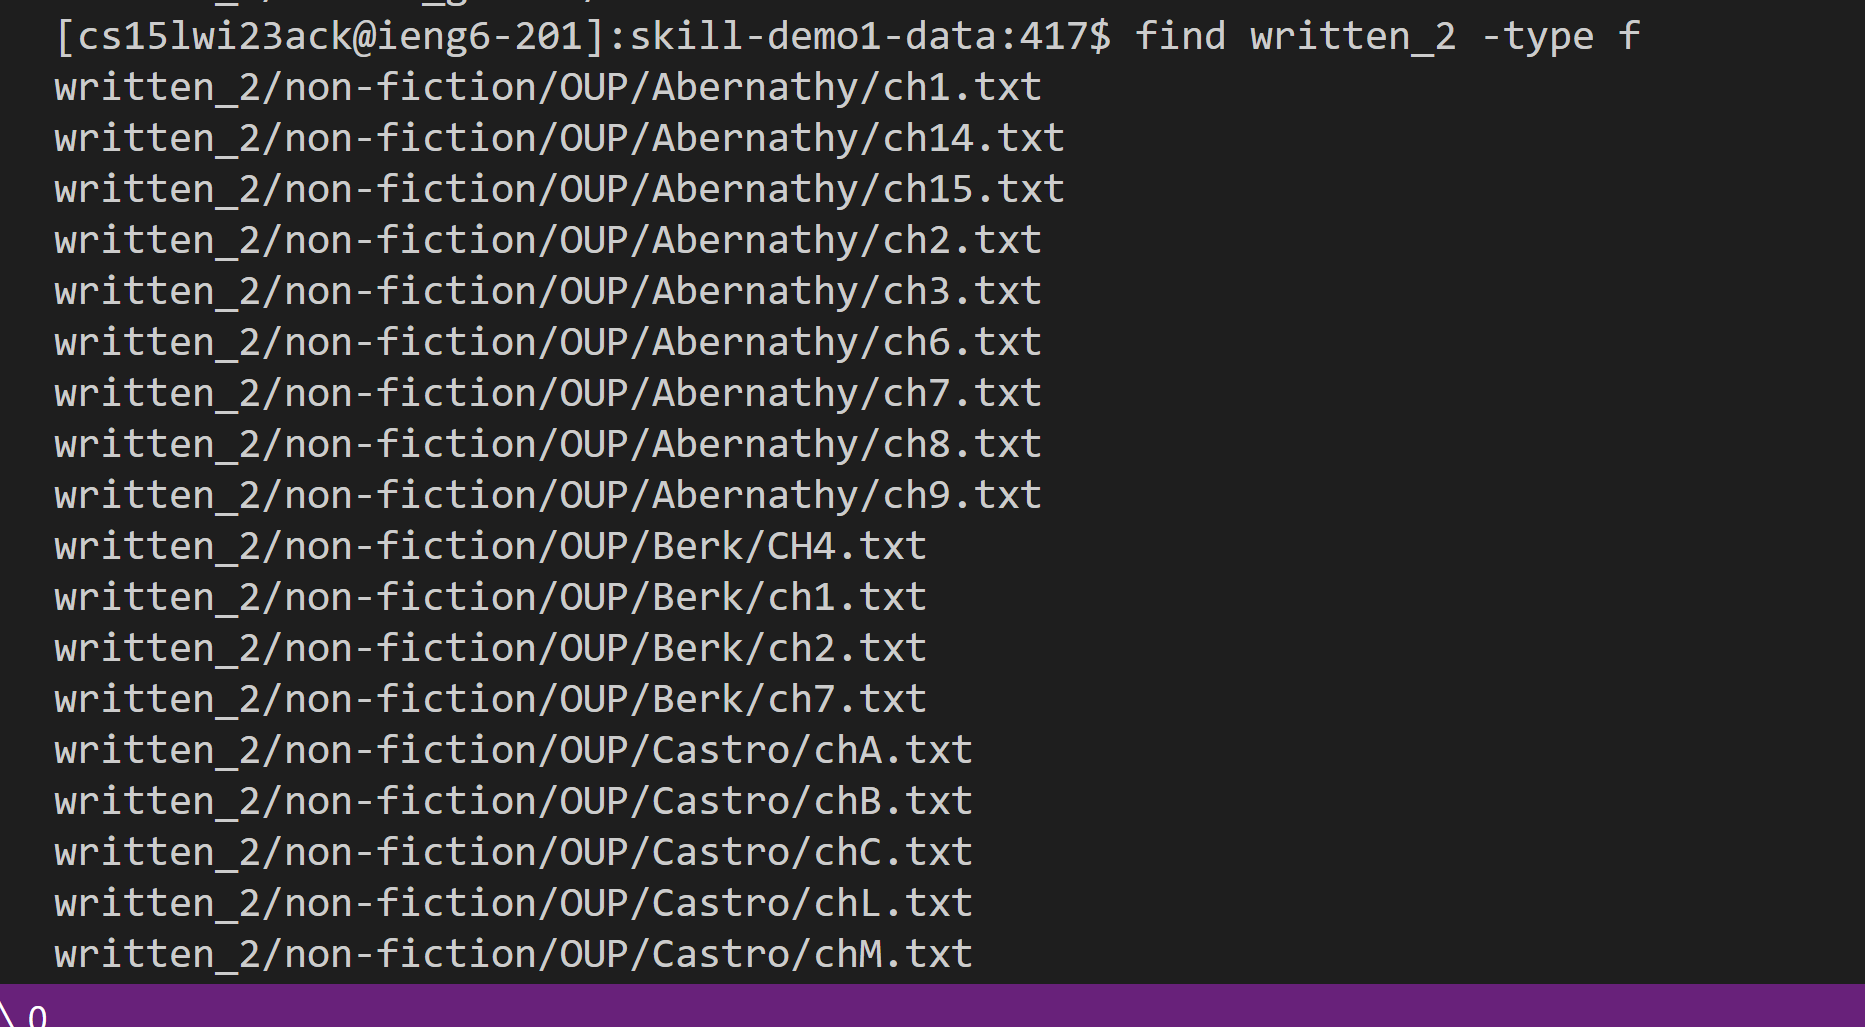 [cs15lwi23ack@ieng6-201]:skill-demo1-data:417$ find written_2 -type f
written_2/non-fiction/OUP/Abernathy/ch1.txt
written_2/non-fiction/OUP/Abernathy/ch14.txt
written_2/non-fiction/OUP/Abernathy/ch15.txt
written_2/non-fiction/OUP/Abernathy/ch2.txt
written_2/non-fiction/OUP/Abernathy/ch3.txt
written_2/non-fiction/OUP/Abernathy/ch6.txt
written_2/non-fiction/OUP/Abernathy/ch7.txt
written_2/non-fiction/OUP/Abernathy/ch8.txt
written_2/non-fiction/OUP/Abernathy/ch9.txt
written_2/non-fiction/OUP/Berk/CH4.txt
written_2/non-fiction/OUP/Berk/ch1.txt
written_2/non-fiction/OUP/Berk/ch2.txt
written_2/non-fiction/OUP/Berk/ch7.txt
written_2/non-fiction/OUP/Castro/chA.txt
written_2/non-fiction/OUP/Castro/chB.txt
written_2/non-fiction/OUP/Castro/chC.txt
written_2/non-fiction/OUP/Castro/chL.txt
written_2/non-fiction/OUP/Castro/chM.txt
0